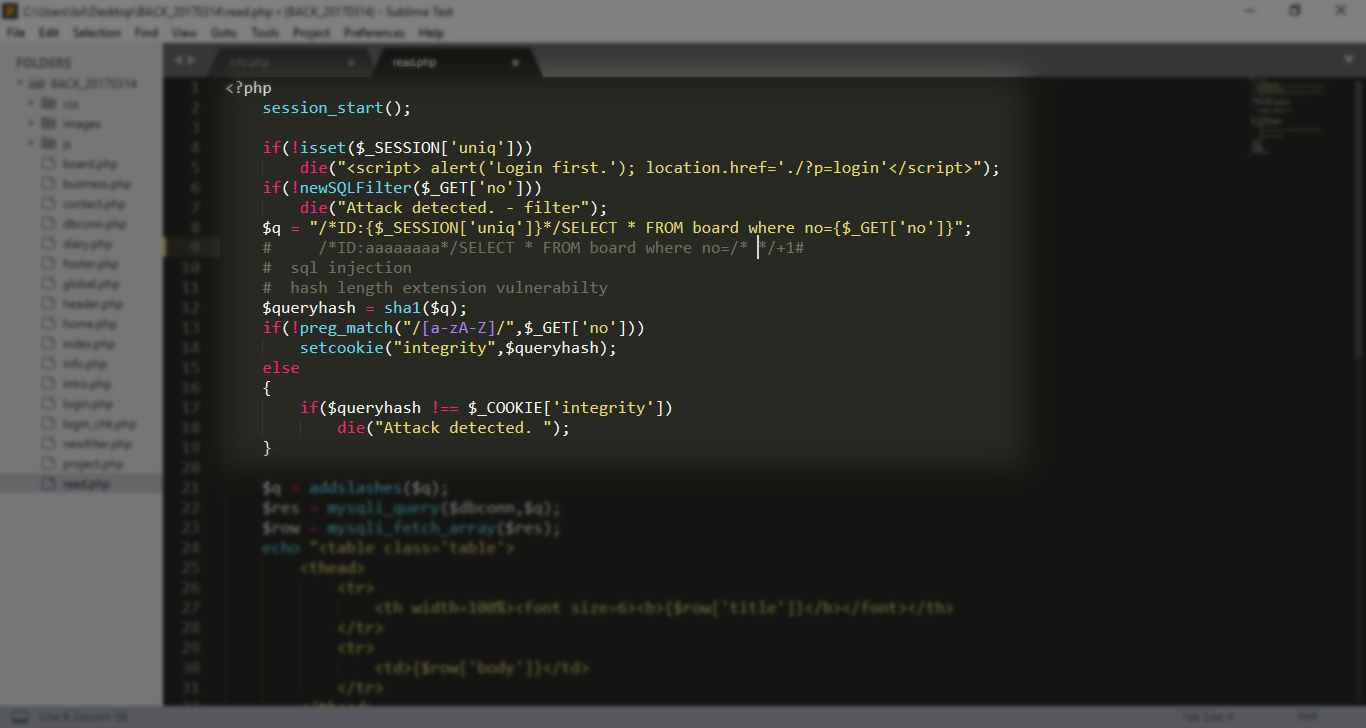 C:\Users\Jof\Desktop\BACK_20170314\read.php • (BACK_20170314) - Sublime Text
File Edit Selection Find View Goto Tools Project Preferences Help
FOLDERS
BACK_20170314
css
images
js
board.php
business.php
contact.php
dbconn.php
diary.php
footer.php
global.php
header.php
home.php
index.php
info.php
intro.php
login.php
login_chk.php
newfilter.php
project.php
read.php
info.php
read.php
1 <?php
2 session_start();
3
4 if(!isset($_SESSION['uniq']))
5 die("<script> alert('Login first.'); location.href='./?p=login'</script>");
6 if(!newSQLFilter($_GET['no']))
7 die("Attack detected. - filter");
8 $q = "/*ID:{$_SESSION['uniq']}*/SELECT * FROM board where no={$_GET['no']}";
9 # /*ID:aaaaaaaa*/SELECT * FROM board where no=/* */+1#
10 # sql injection
11 # hash length extension vulnerabilty
12 $queryhash = sha1($q);
13 if(!preg_match("/[a-zA-Z]/",$_GET['no']))
14 setcookie("integrity",$queryhash);
15 else
16 {
17 if($queryhash !== $_COOKIE['integrity'])
18 die("Attack detected. ");
19 }
20
21 $q = addslashes($q);
22 $res = mysqli_query($dbconn,$q);
23 $row = mysqli_fetch_array($res);
24 echo "<table class='table'>
25 <thead>
26 <tr>
27 <th width=100%><font size=6><b>{$row['title']}</b></font></th>
28 </tr>
29 <tr>
30 <td>{$row['body']}</td>
31 </tr>
Line 9, Column 58
Tab Size: 4
PHP